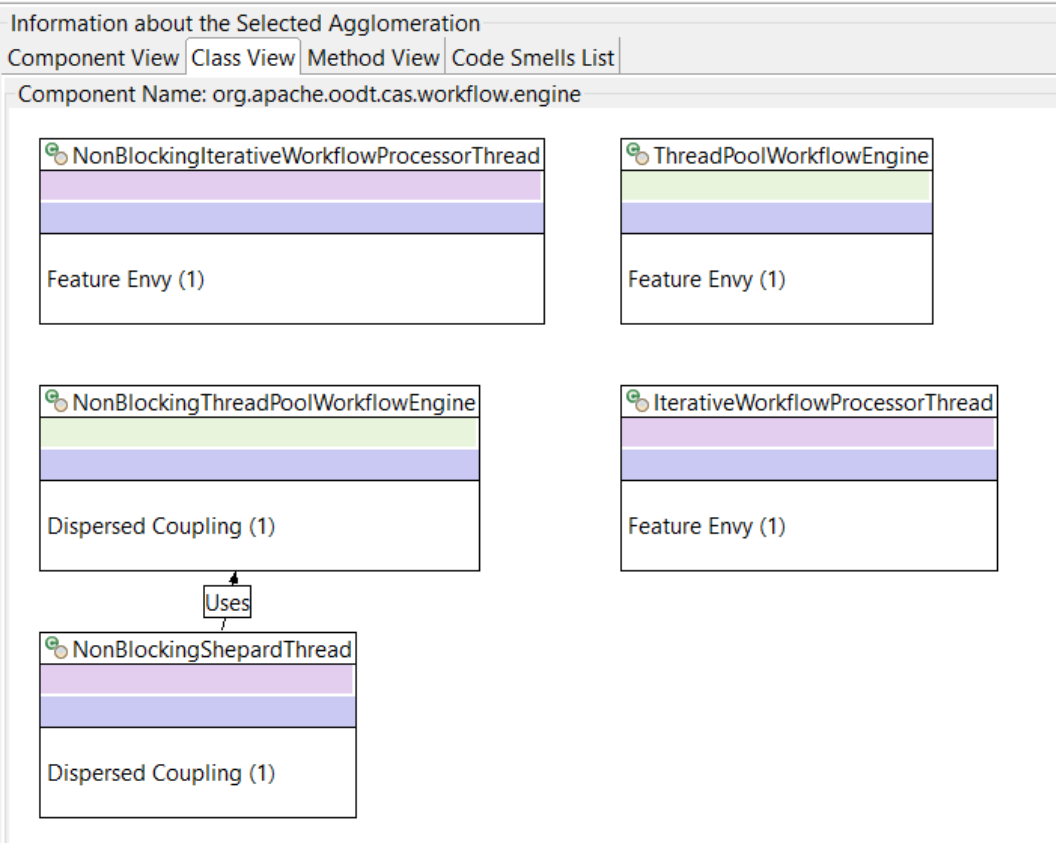 Information about the Selected Agglomeration
Component View Class View Method View Code Smells List
Component Name: org.apache.oodt.cas.workflow.engine
NonBlockingIterativeWorkflowProcessorThread
Feature Envy (1)
ThreadPoolWorkflowEngine
Feature Envy (1)
NonBlockingThreadPoolWorkflowEngine
Dispersed Coupling (1)
IterativeWorkflowProcessorThread
Feature Envy (1)
Uses
NonBlockingShepardThread
Dispersed Coupling (1)